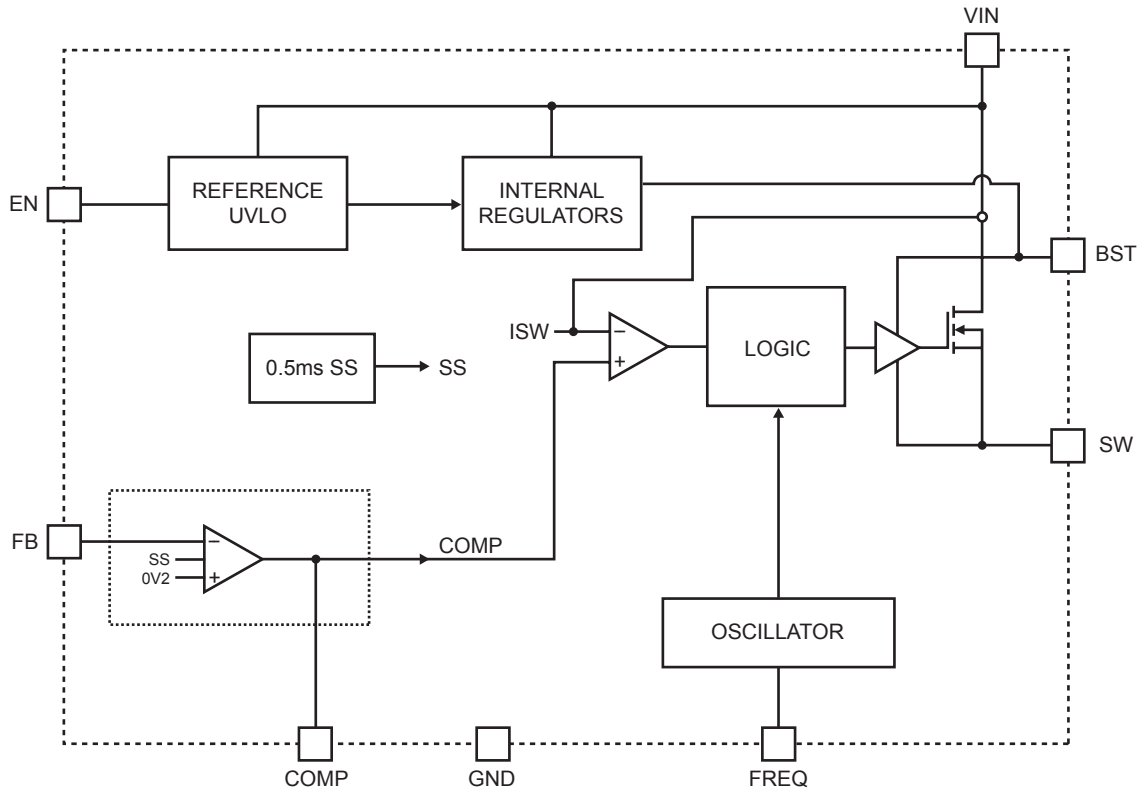 VIN
EN
REFERENCE
UVLO
INTERNAL
REGULATORS
BST
ISW
−
+
LOGIC
0.5ms SS
SS
SW
FB
−
SS
0V2
+
COMP
OSCILLATOR
COMP
GND
FREQ